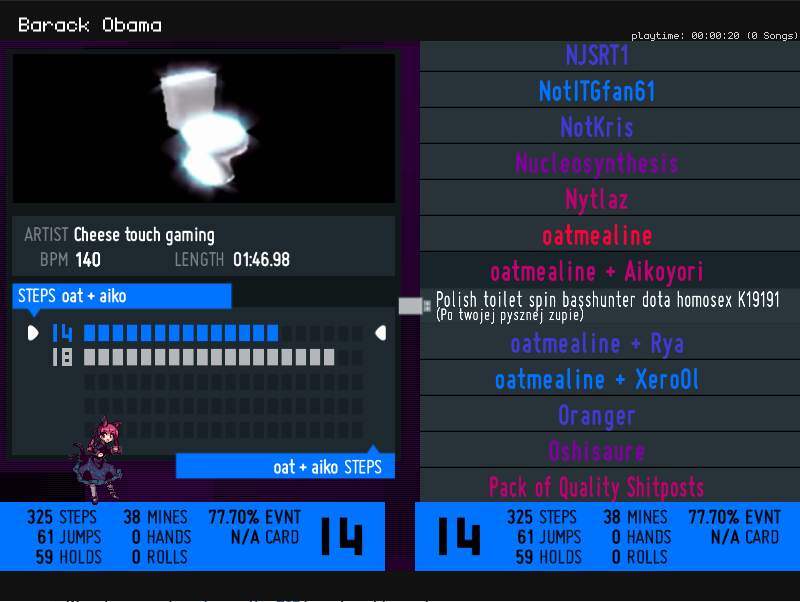 Barack Obama
playtime: 00:00:20 (0 Songs)
ARTIST Cheese touch gaming
BPM 140 LENGTH 01:46.98
STEPS oat + aiko
14
18
oat + aiko STEPS
NJSRT1
NotITGfan61
NotKris
Nucleosynthesis
Nytlaz
oatmealine
oatmealine + Aikoyori
Polish toilet spin basshunter dota homosex K19191
(Po twojej pysznej zupie)
oatmealine + Rya
oatmealine + XeroOl
Oranger
Oshisaure
Pack of Quality Shitposts
325 STEPS 38 MINES 77.70% EVNT
61 JUMPS 0 HANDS N/A CARD
59 HOLDS 0 ROLLS
14
14
325 STEPS 38 MINES 77.70% EVNT
61 JUMPS 0 HANDS N/A CARD
59 HOLDS 0 ROLLS